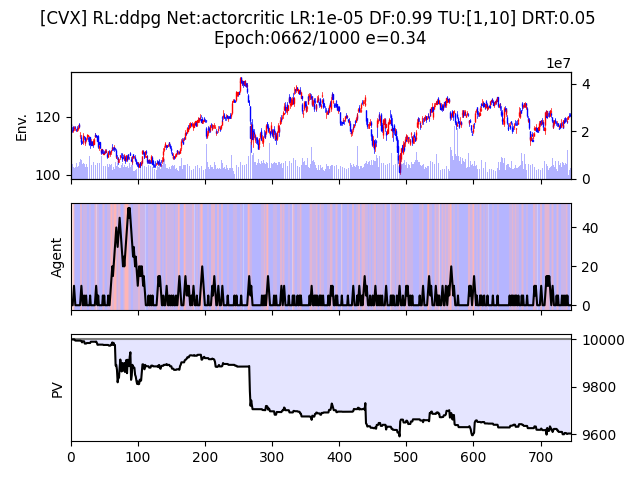 [CVX] RL:ddpg Net:actorcritic LR:1e-05 DF:0.99 TU:[1,10] DRT:0.05
Epoch:0662/1000 e=0.34
1e7
Env.
120
100
4
2
0
Agent
40
20
0
PV
10000
9800
9600
0 100 200 300 400 500 600 700